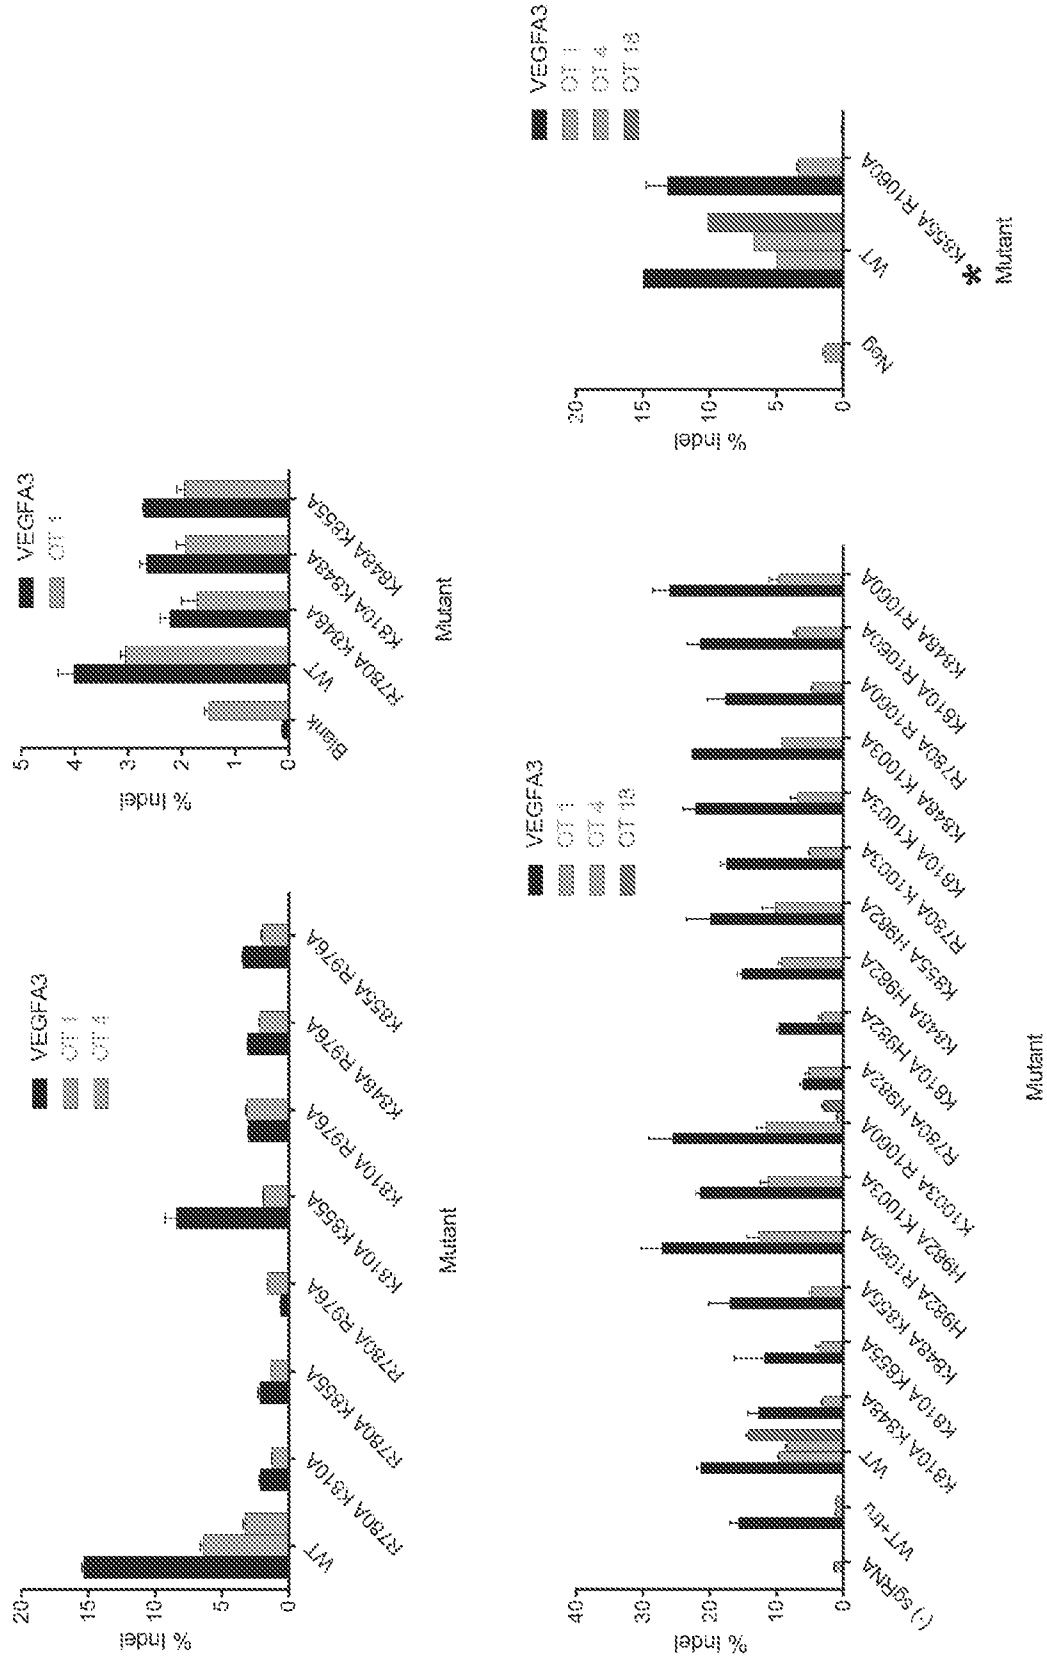 VEGFA3
OT 1
OT 4
% Indel
20
15
10
5
0
WT
R780A K810A
R780A K855A
R780A R976A
K810A K855A
K810A R976A
K848A R976A
K855A R976A
Mutant
VEGFA3
OT 1
% Indel
5
4
3
2
1
0
Blank
WT
R780A K848A
K810A K848A
K848A K855A
Mutant
VEGFA3
OT 1
OT 4
OT 18
% Indel
40
30
20
10
0
(-) sgRNA
WT+tru
WT
K810A K848A
K810A K855A
K848A K855A
H982A R1060A
H982A K1003A
K1003A R1060A
R780A H982A
K810A H982A
K848A H982A
K855A H982A
R780A K1003A
K810A K1003A
K848A K1003A
R780A R1060A
K810A R1060A
K848A R1060A
Mutant
VEGFA3
OT 1
OT 4
OT 18
% Indel
20
15
10
5
0
Neg
WT
* K855A R1060A
Mutant